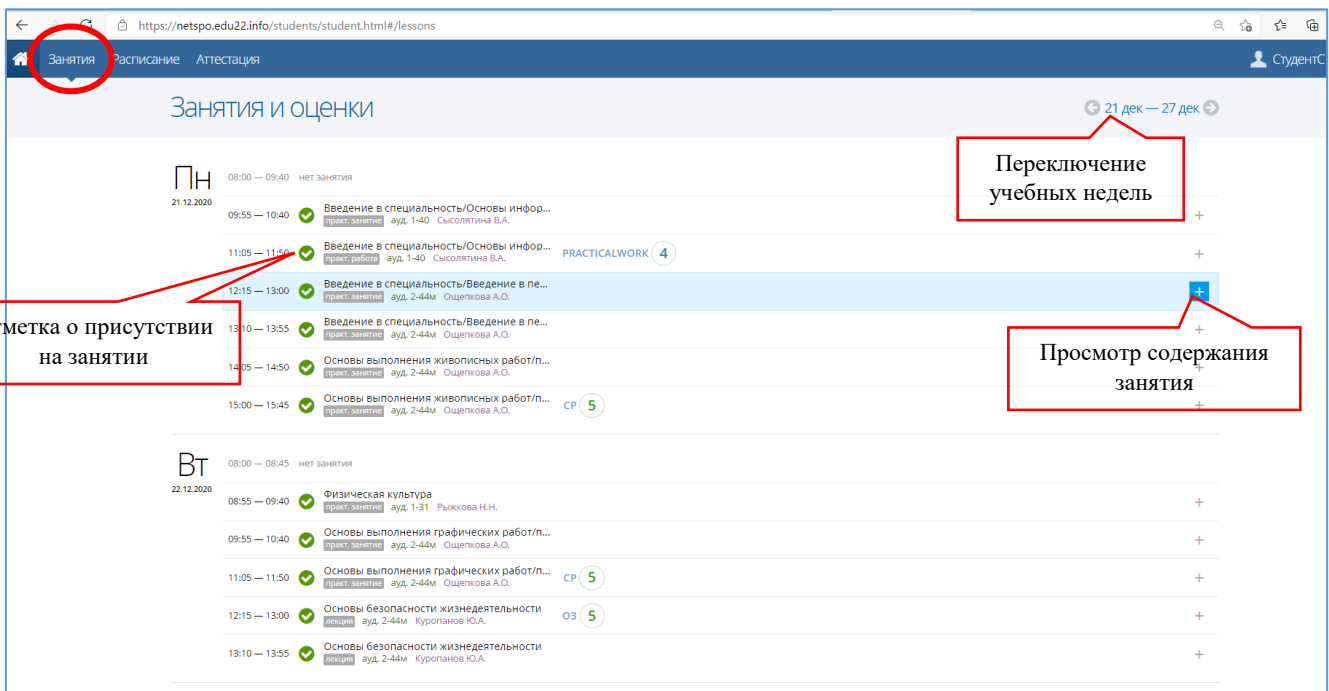 https://netspo.edu22.info/students/student.html#/lessons
Занятия Расписание Аттестация СтудентС
Занятия и оценки
21 дек — 27 дек
Переключение
учебных недель
Пн
21.12.2020
08:00 — 09:40 нет занятия
09:55 — 10:40 Введение в специальность/Основы инфор...
практ. занятие ауд. 1-40 Сысолятина В.А.
11:05 — 11:50 Введение в специальность/Основы инфор... PRACTICALWORK 4
практ. работа ауд. 1-40 Сысолятина В.А.
12:15 — 13:00 Введение в специальность/Введение в пе...
практ. занятие ауд. 2-44м Ощепкова А.О.
тметка о присутствии
на занятии
13:10 — 13:55 Введение в специальность/Введение в пе...
практ. занятие ауд. 2-44м Ощепкова А.О.
Просмотр содержания
занятия
14:05 — 14:50 Основы выполнения живописных работ/п...
практ. занятие ауд. 2-44м Ощепкова А.О.
15:00 — 15:45 Основы выполнения живописных работ/п... СР 5
практ. занятие ауд. 2-44м Ощепкова А.О.
Вт
22.12.2020
08:00 — 08:45 нет занятия
08:55 — 09:40 Физическая культура
практ. занятие ауд. 1-31 Рыжкова Н.Н.
09:55 — 10:40 Основы выполнения графических работ/п...
практ. занятие ауд. 2-44м Ощепкова А.О.
11:05 — 11:50 Основы выполнения графических работ/п... СР 5
практ. занятие ауд. 2-44м Ощепкова А.О.
12:15 — 13:00 Основы безопасности жизнедеятельности ОЗ 5
лекция ауд. 2-44м Куропанов Ю.А.
13:10 — 13:55 Основы безопасности жизнедеятельности
лекция ауд. 2-44м Куропанов Ю.А.